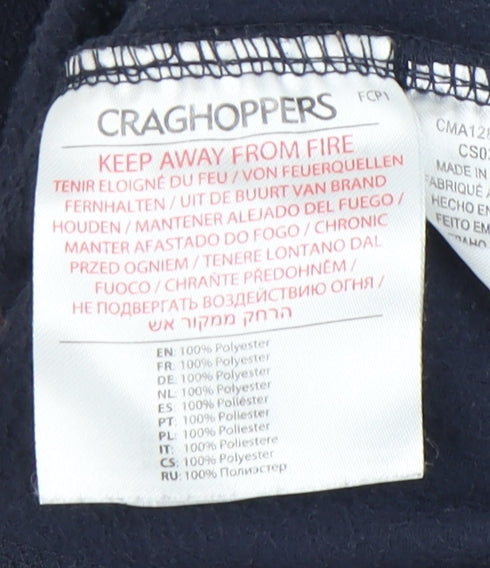 CRAGHOPPERS
FCP1
KEEP AWAY FROM FIRE
TENIR ELOIGNÉ DU FEU / VON FEUERQUELLEN
FERNHALTEN / UIT DE BUURT VAN BRAND
HOUDEN / MANTENER ALEJADO DEL FUEGO /
MANTER AFASTADO DO FOGO / CHRONIC
PRZED OGNIEM / TENERE LONTANO DAL
FUOCO / CHRAŇTE PŘEDOHNĚM /
НЕ ПОДВЕРГАТЬ ВОЗДЕЙСТВИЮ ОГНЯ /
הרחק ממקור אש
EN: 100% Polyester
FR: 100% Polyester
DE: 100% Polyester
NL: 100% Polyester
ES: 100% Poliéster
PT: 100% Poliéster
PL: 100% Poliester
IT: 100% Poliestere
CS: 100% Polyester
RU: 100% Полиэстер
CMA128
CS0
MADE IN
FABRIQUÉ
HECHO EN
FEITO EM